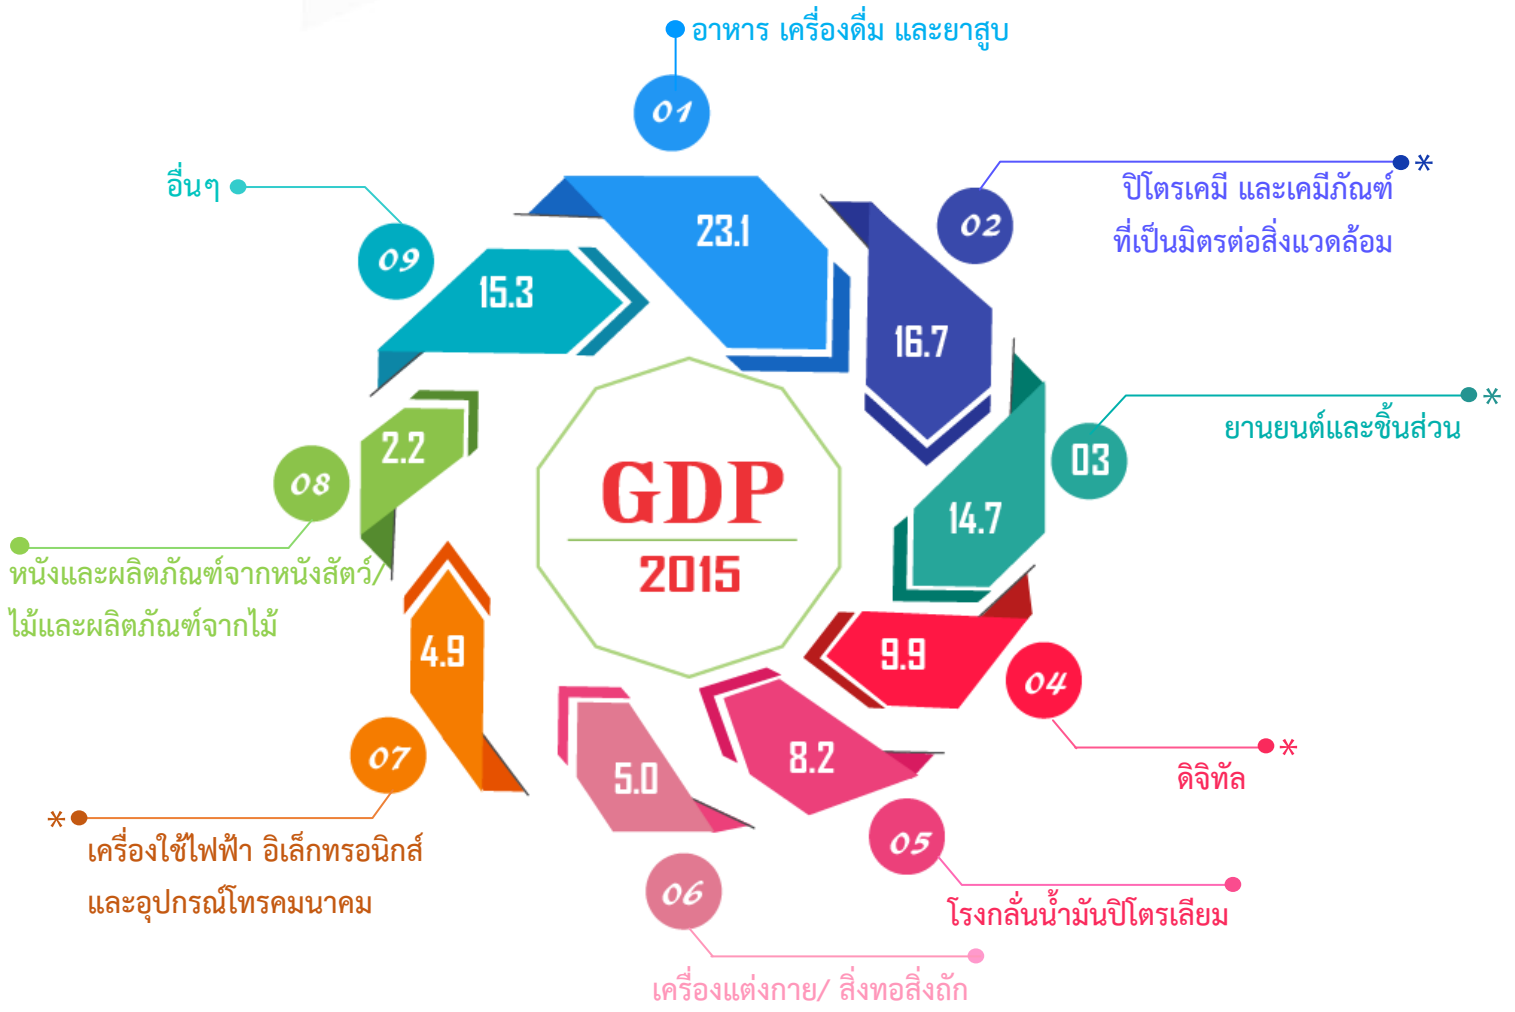 01
อาหาร เครื่องดื่ม และยาสูบ
23.1
02
*
ปิโตรเคมี และเคมีภัณฑ์
ที่เป็นมิตรต่อสิ่งแวดล้อม
16.7
03
*
ยานยนต์และชิ้นส่วน
14.7
04
*
ดิจิทัล
9.9
05
โรงกลั่นน้ำมันปิโตรเลียม
8.2
06
เครื่องแต่งกาย/ สิ่งทอสิ่งถัก
5.0
07
*
เครื่องใช้ไฟฟ้า อิเล็กทรอนิกส์
และอุปกรณ์โทรคมนาคม
4.9
08
หนังและผลิตภัณฑ์จากหนังสัตว์/
ไม้และผลิตภัณฑ์จากไม้
2.2
09
อื่นๆ
15.3
GDP
2015